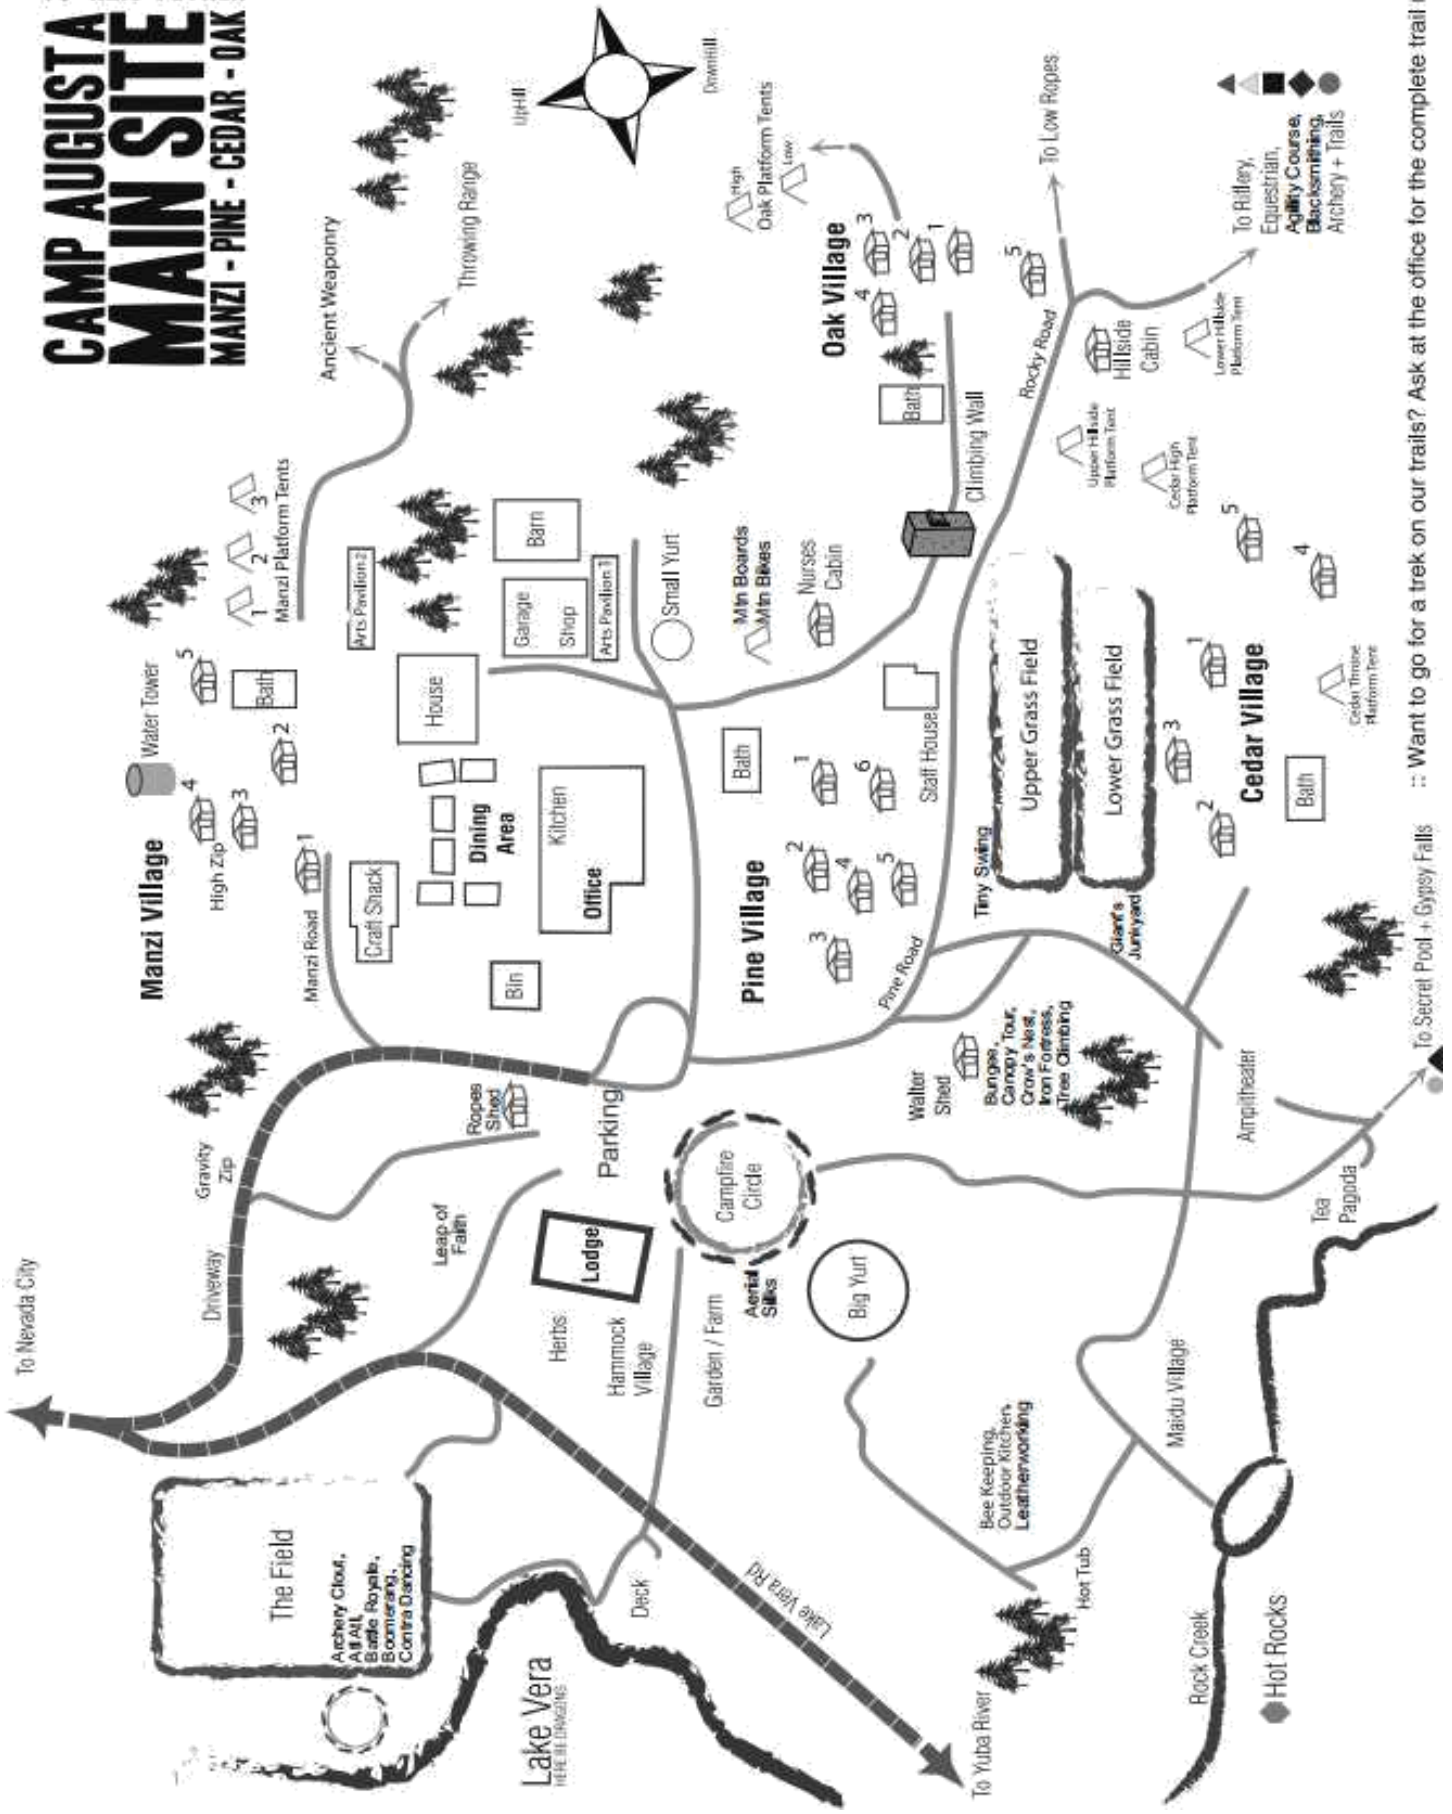 CAMP AUGUSTA
MAIN SITE
MANZI - PINE - CEDAR - OAK
To Nevada City
Driveway
Gravity
Zip
Manzi Village
Water Tower
High Zip
4
3
5
Bath
2
1
Manzi Road
1
2
3
Manzi Platform Tents
Ancient Weaponry
Throwing Range
UpHill
DownHill
The Field
Archery Clout,
Atl Atl,
Battle Royale,
Boomerang,
Contra Dancing
Leap of
Faith
Ropes
Shed
Craft Shack
Dining
Area
House
Arts Pavilion 2
Garage
Shop
Barn
Arts Pavilion 1
Bin
Kitchen
Office
Small Yurt
Lake Vera
HERE BE DRAGONS
Deck
Herbs
Hammock
Village
Lodge
Parking
Garden / Farm
Aerial
Silks
Campfire
Circle
Big Yurt
Lake Vera Rd
To Yuba River
Pine Village
Bath
1
2
3
4
5
6
Pine Road
Staff House
Mtn Boards
Mtn Bikes
Nurses
Cabin
Climbing Wall
Oak Village
Bath
4
3
2
1
5
High
Low
Oak Platform Tents
Rocky Road
To Low Ropes
Walter
Shed
Bungee,
Canopy Tour,
Crow's Nest,
Iron Fortress,
Tree Climbing
Tiny Swing
Upper Grass Field
Lower Grass Field
Giant's
Junkyard
Hillside
Cabin
Upper Hillside
Platform Tent
Lower Hillside
Platform Tent
Cedar High
Platform Tent
To Riflery,
Equestrian,
Agility Course,
Blacksmithing,
Archery + Trails
Bee Keeping,
Outdoor Kitchen,
Leatherworking
Hot Tub
Maidu Village
Ampitheater
Tea
Pagoda
Cedar Village
1
2
3
4
5
Bath
Cedar Throne
Platform Tent
Rock Creek
Hot Rocks
To Secret Pool + Gypsy Falls
:: Want to go for a trek on our trails? Ask at the office for the complete trail